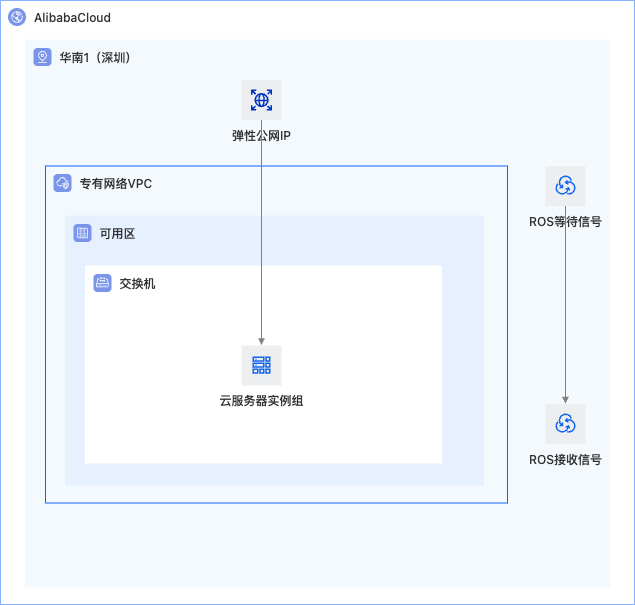 AlibabaCloud
华南1（深圳）
弹性公网IP
专有网络VPC
ROS等待信号
可用区
交换机
云服务器实例组
ROS接收信号